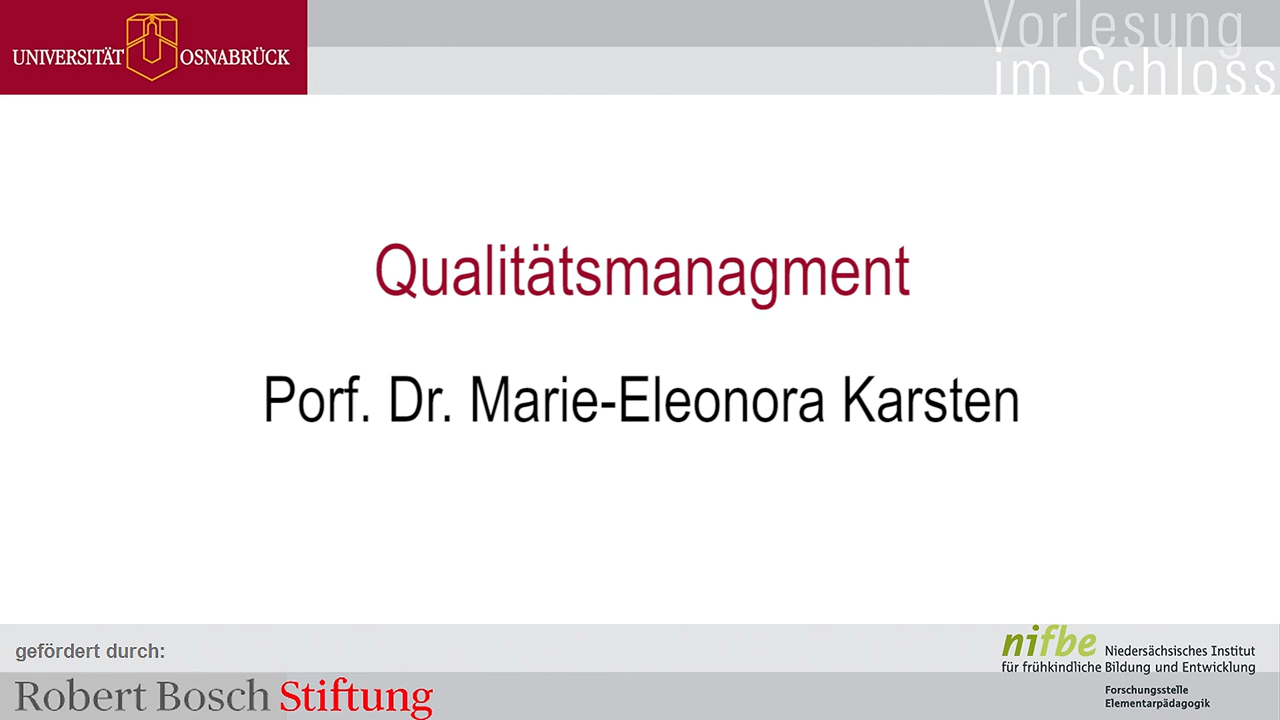 UNIVERSITÄT OSNABRÜCK
Vorlesung
im Schloss
Qualitätsmanagment
Porf. Dr. Marie-Eleonora Karsten
gefördert durch:
Robert Bosch Stiftung
nifbe Niedersächsisches Institut
für frühkindliche Bildung und Entwicklung
Forschungsstelle
Elementarpädagogik